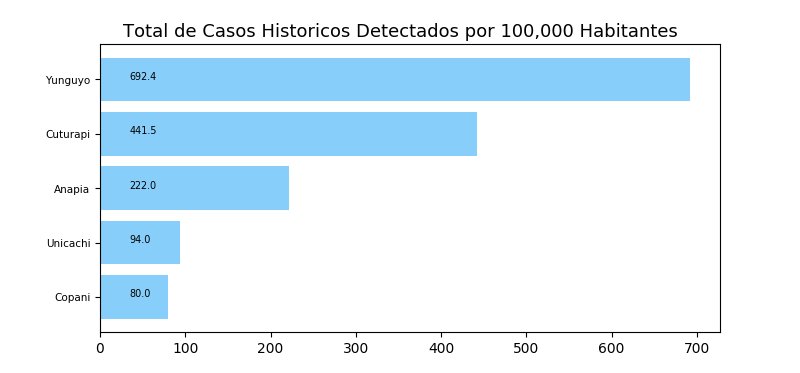 Total de Casos Historicos Detectados por 100,000 Habitantes
Yunguyo 692.4
Cuturapi 441.5
Anapia 222.0
Unicachi 94.0
Copani 80.0
0 100 200 300 400 500 600 700